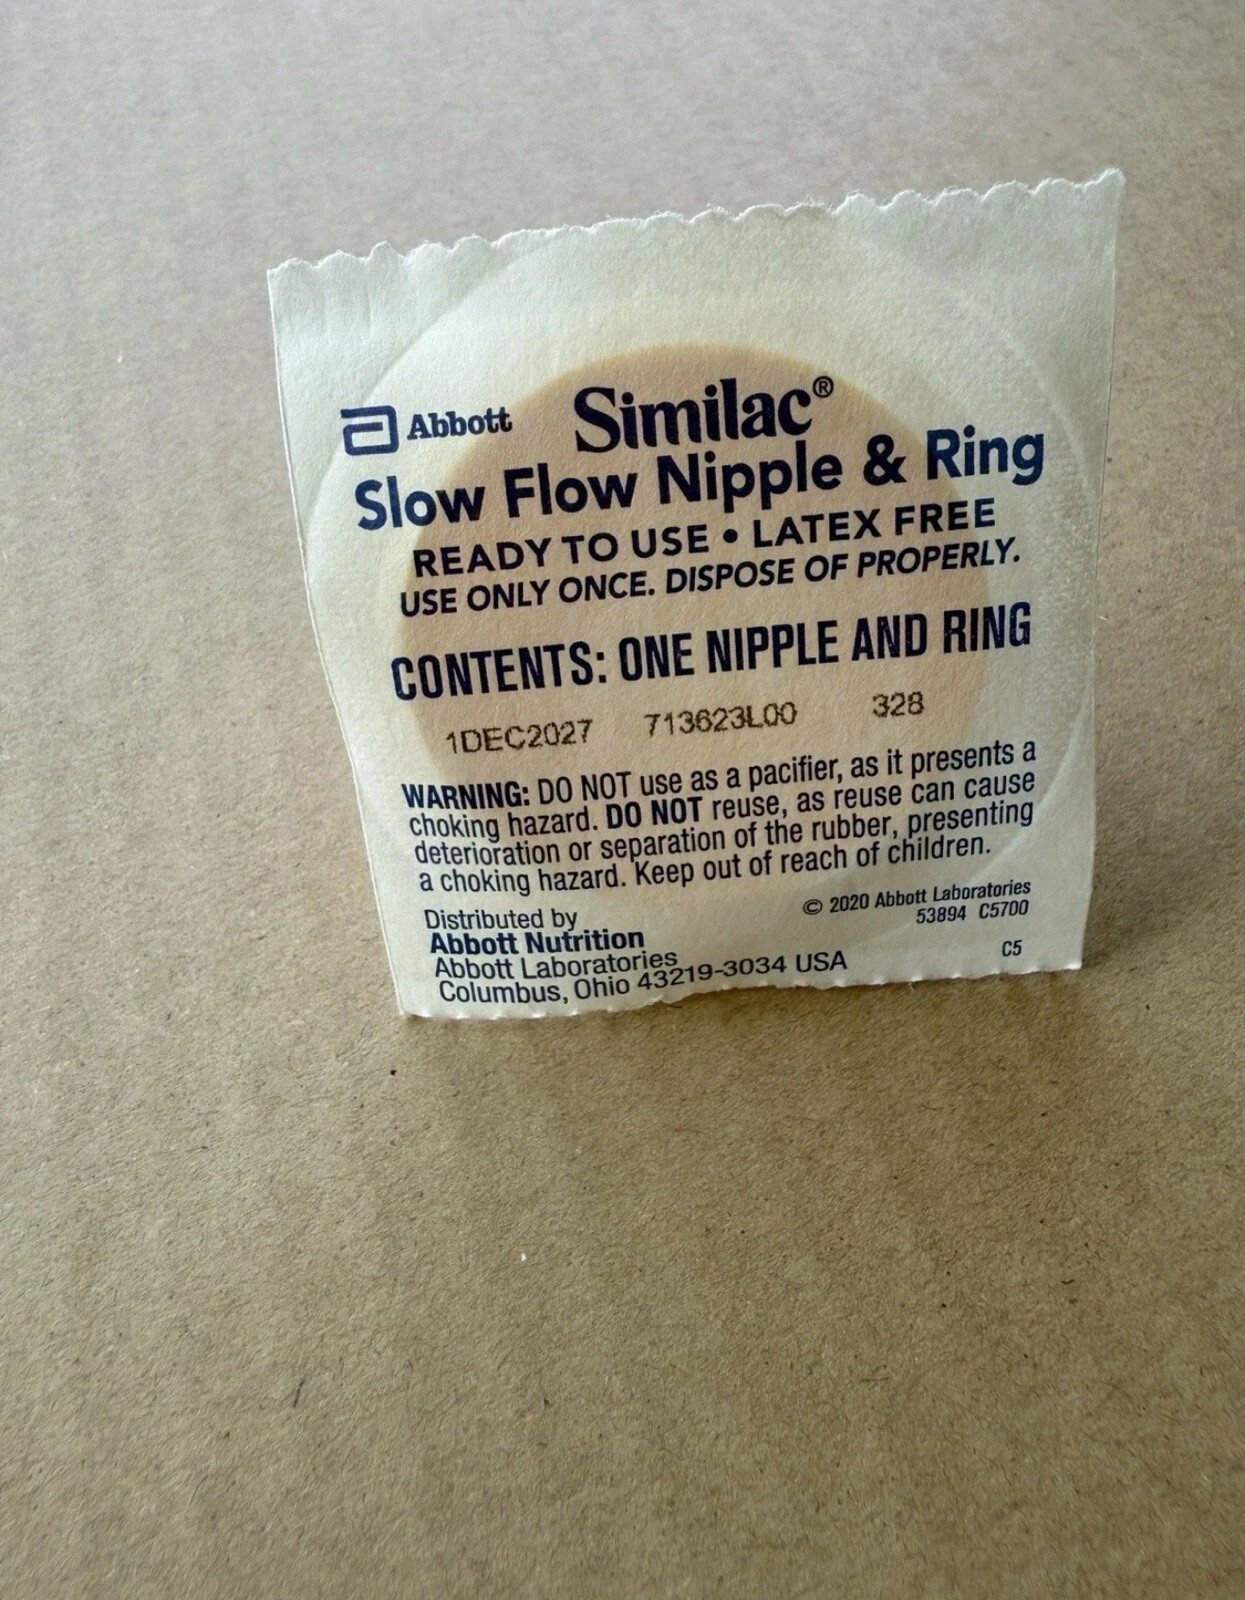 Abbott Similac®
Slow Flow Nipple & Ring
READY TO USE • LATEX FREE
USE ONLY ONCE. DISPOSE OF PROPERLY.
CONTENTS: ONE NIPPLE AND RING
1DEC2027 713623L00 328
WARNING: DO NOT use as a pacifier, as it presents a
choking hazard. DO NOT reuse, as reuse can cause
deterioration or separation of the rubber, presenting
a choking hazard. Keep out of reach of children.
Distributed by
Abbott Nutrition
Abbott Laboratories
Columbus, Ohio 43219-3034 USA
© 2020 Abbott Laboratories
53894 C5700
C5